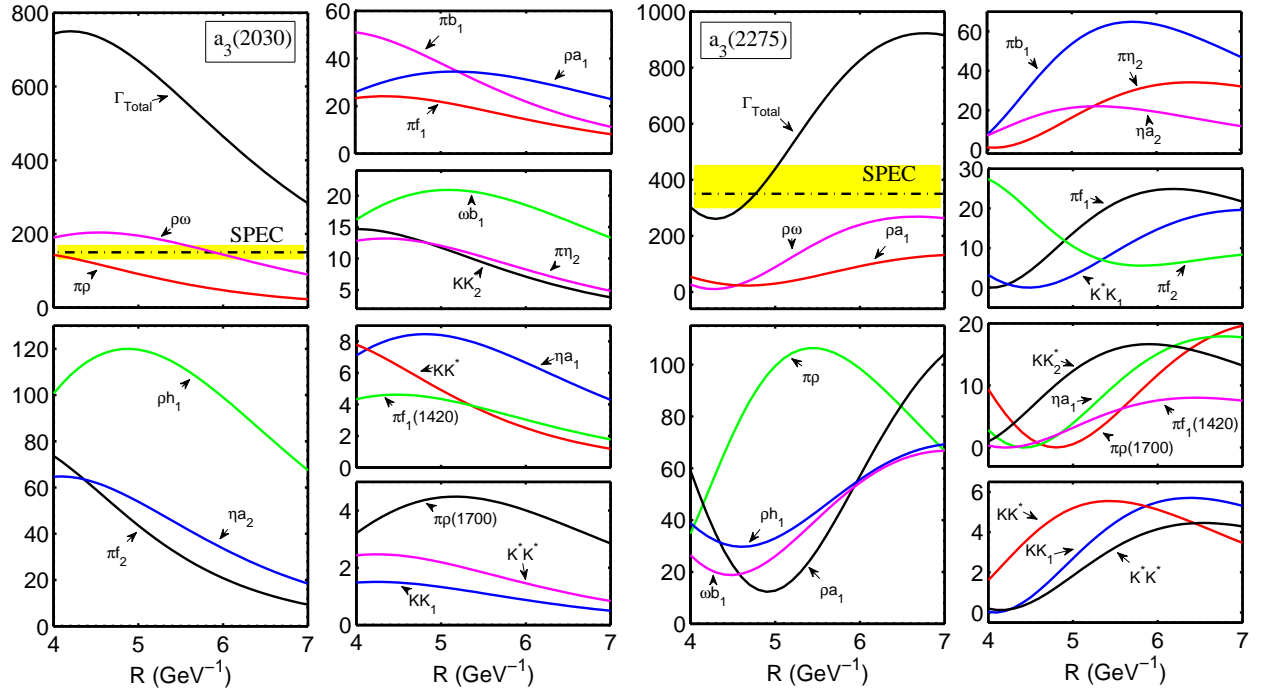 a₃(2030)
800
600
400
200
0
Γ_Total
ρω
SPEC
πρ
60
40
20
0
πb₁
ρa₁
πf₁
20
15
10
5
ωb₁
πη₂
KK₂
120
100
80
60
40
20
0
ρh₁
ηa₂
πf₂
4 5 6 7
R (GeV⁻¹)
8
6
4
2
0
ηa₁
KK*
πf₁(1420)
4
2
0
πρ(1700)
K*K*
KK₁
4 5 6 7
R (GeV⁻¹)
a₃(2275)
1000
800
600
400
200
0
Γ_Total
SPEC
ρω
ρa₁
60
40
20
0
πb₁
πη₂
ηa₂
30
20
10
0
πf₁
K*K₁
πf₂
100
80
60
40
20
0
πρ
ρh₁
ωb₁
ρa₁
4 5 6 7
R (GeV⁻¹)
20
10
0
KK₂*
ηa₁
πf₁(1420)
πρ(1700)
6
4
2
0
KK*
KK₁
K*K*
4 5 6 7
R (GeV⁻¹)